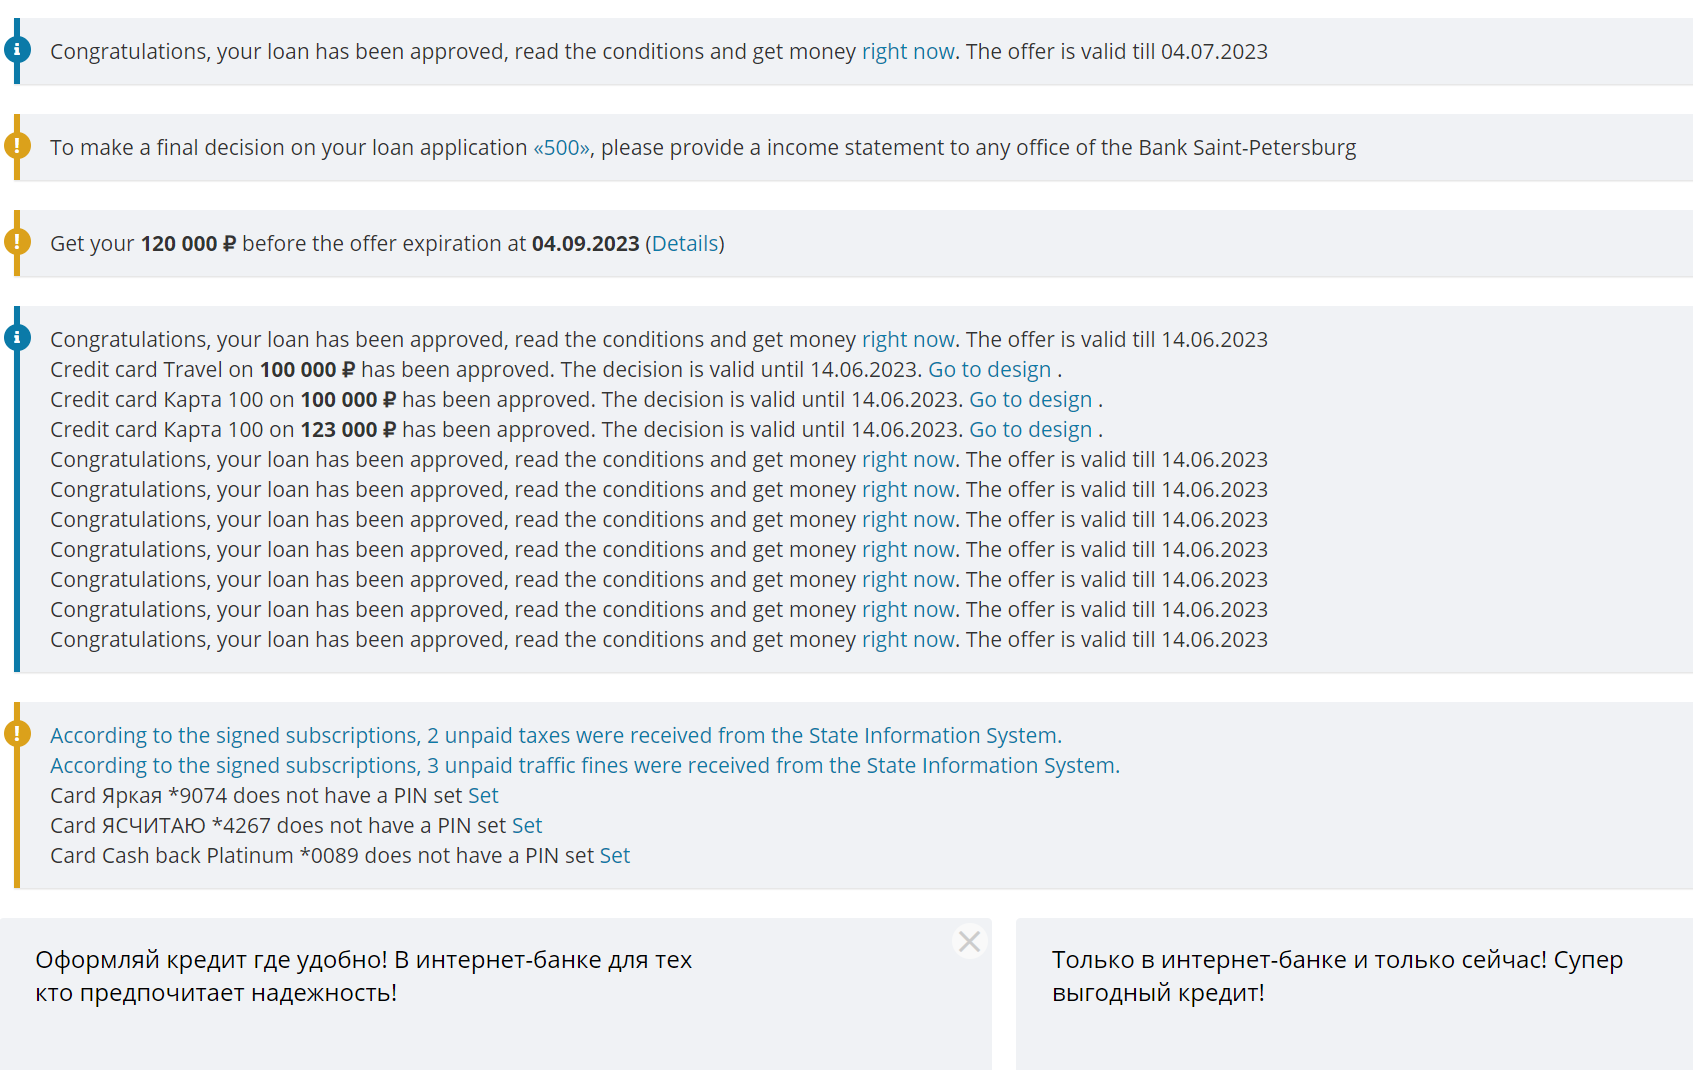 Congratulations, your loan has been approved, read the conditions and get money right now. The offer is valid till 04.07.2023
To make a final decision on your loan application «500», please provide a income statement to any office of the Bank Saint-Petersburg
Get your 120 000 ₽ before the offer expiration at 04.09.2023 (Details)
Congratulations, your loan has been approved, read the conditions and get money right now. The offer is valid till 14.06.2023
Credit card Travel on 100 000 ₽ has been approved. The decision is valid until 14.06.2023. Go to design .
Credit card Карта 100 on 100 000 ₽ has been approved. The decision is valid until 14.06.2023. Go to design .
Credit card Карта 100 on 123 000 ₽ has been approved. The decision is valid until 14.06.2023. Go to design .
Congratulations, your loan has been approved, read the conditions and get money right now. The offer is valid till 14.06.2023
Congratulations, your loan has been approved, read the conditions and get money right now. The offer is valid till 14.06.2023
Congratulations, your loan has been approved, read the conditions and get money right now. The offer is valid till 14.06.2023
Congratulations, your loan has been approved, read the conditions and get money right now. The offer is valid till 14.06.2023
Congratulations, your loan has been approved, read the conditions and get money right now. The offer is valid till 14.06.2023
Congratulations, your loan has been approved, read the conditions and get money right now. The offer is valid till 14.06.2023
Congratulations, your loan has been approved, read the conditions and get money right now. The offer is valid till 14.06.2023
According to the signed subscriptions, 2 unpaid taxes were received from the State Information System.
According to the signed subscriptions, 3 unpaid traffic fines were received from the State Information System.
Card Яркая *9074 does not have a PIN set Set
Card ЯСЧИТАЮ *4267 does not have a PIN set Set
Card Cash back Platinum *0089 does not have a PIN set Set
Оформляй кредит где удобно! В интернет-банке для тех
кто предпочитает надежность!
Только в интернет-банке и только сейчас! Супер
выгодный кредит!